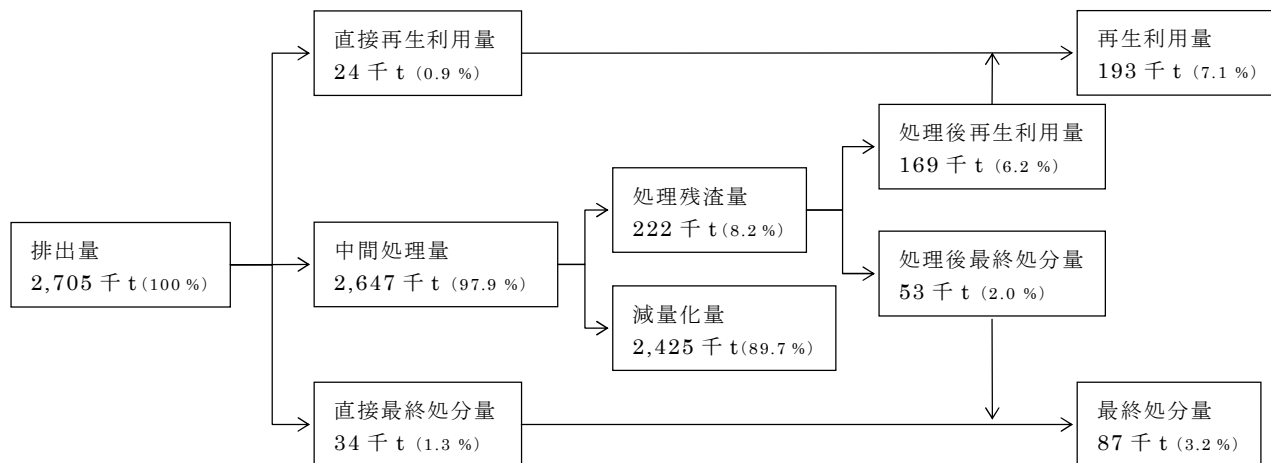 直接再生利用量
24 千 t (0.9 %)
再生利用量
193 千 t (7.1 %)
処理後再生利用量
169 千 t (6.2 %)
処理残渣量
222 千 t (8.2 %)
排出量
2,705 千 t (100 %)
中間処理量
2,647 千 t (97.9 %)
処理後最終処分量
53 千 t (2.0 %)
減量化量
2,425 千 t (89.7 %)
直接最終処分量
34 千 t (1.3 %)
最終処分量
87 千 t (3.2 %)